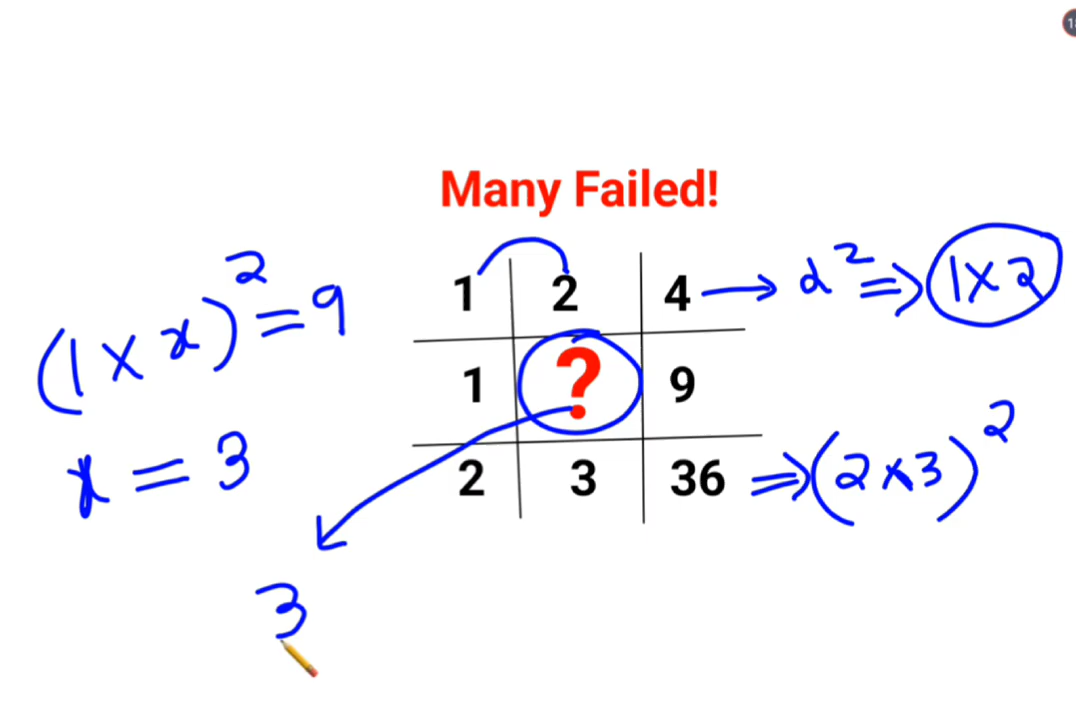 Many Failed!
1 2 4 → 2² ⇒ 1×2
(1 × x)² = 9
1 ? 9
x = 3
2 3 36 ⇒ (2×3)²
3